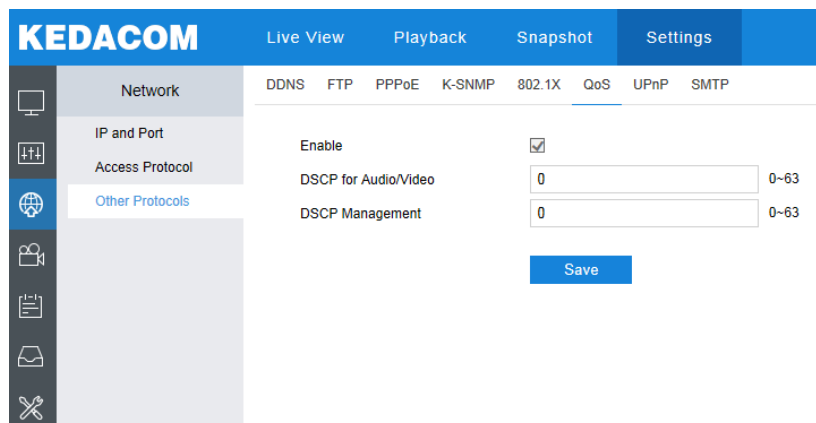 KEDACOM Live View Playback Snapshot Settings
Network DDNS FTP PPPoE K-SNMP 802.1X QoS UPnP SMTP
IP and Port
Access Protocol
Other Protocols
Enable
DSCP for Audio/Video 0 0~63
DSCP Management 0 0~63
Save